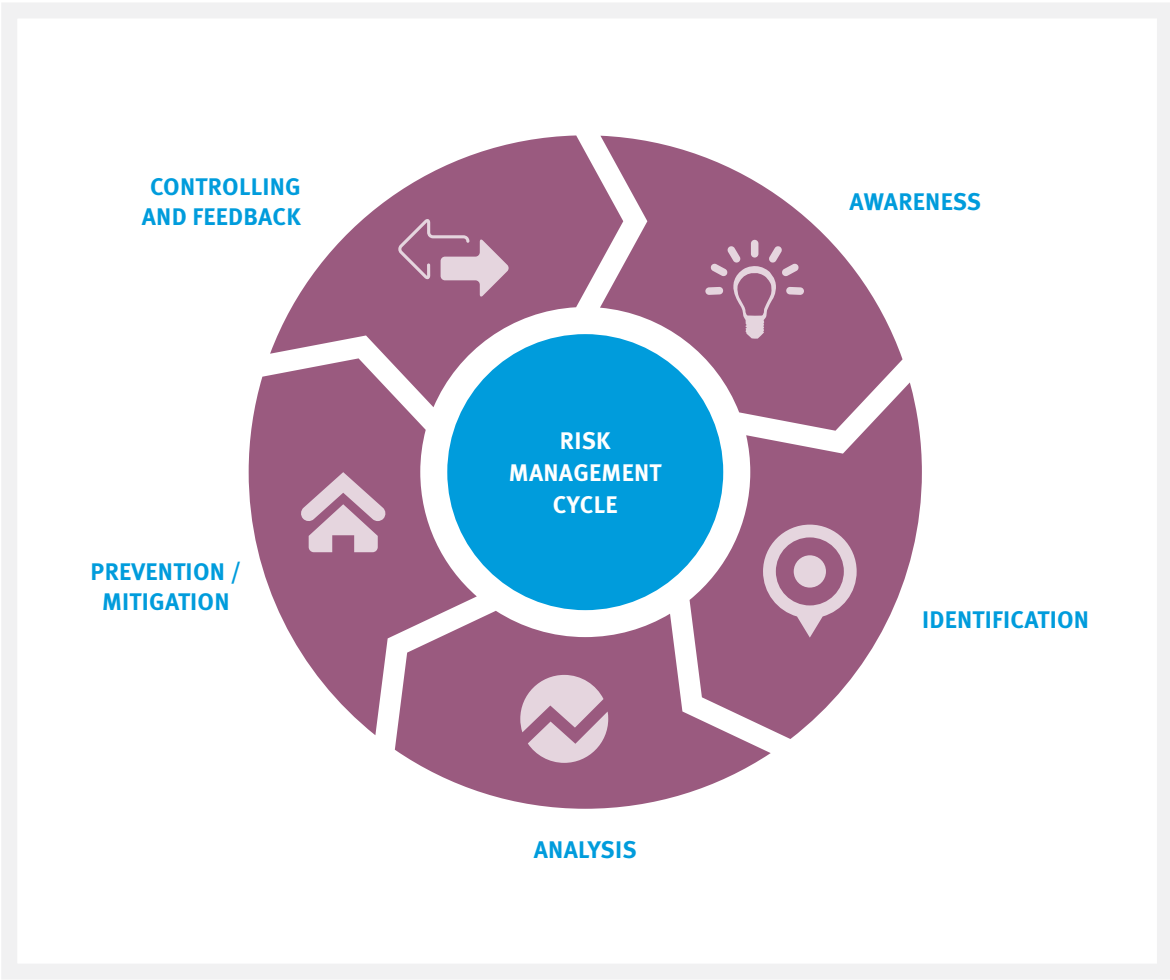 CONTROLLING
AND FEEDBACK
AWARENESS
RISK
MANAGEMENT
CYCLE
PREVENTION /
MITIGATION
IDENTIFICATION
ANALYSIS